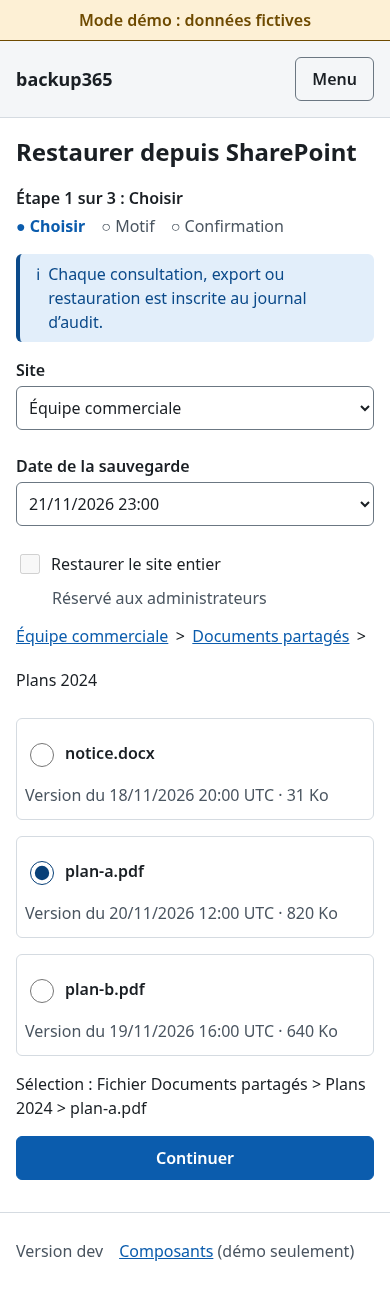 Mode démo : données fictives
backup365
Menu
Restaurer depuis SharePoint
Étape 1 sur 3 : Choisir
● Choisir ○ Motif ○ Confirmation
i Chaque consultation, export ou
restauration est inscrite au journal
d’audit.
Site
Équipe commerciale
Date de la sauvegarde
21/11/2026 23:00
Restaurer le site entier
Réservé aux administrateurs
Équipe commerciale > Documents partagés >
Plans 2024
notice.docx
Version du 18/11/2026 20:00 UTC · 31 Ko
plan-a.pdf
Version du 20/11/2026 12:00 UTC · 820 Ko
plan-b.pdf
Version du 19/11/2026 16:00 UTC · 640 Ko
Sélection : Fichier Documents partagés > Plans
2024 > plan-a.pdf
Continuer
Version dev Composants (démo seulement)